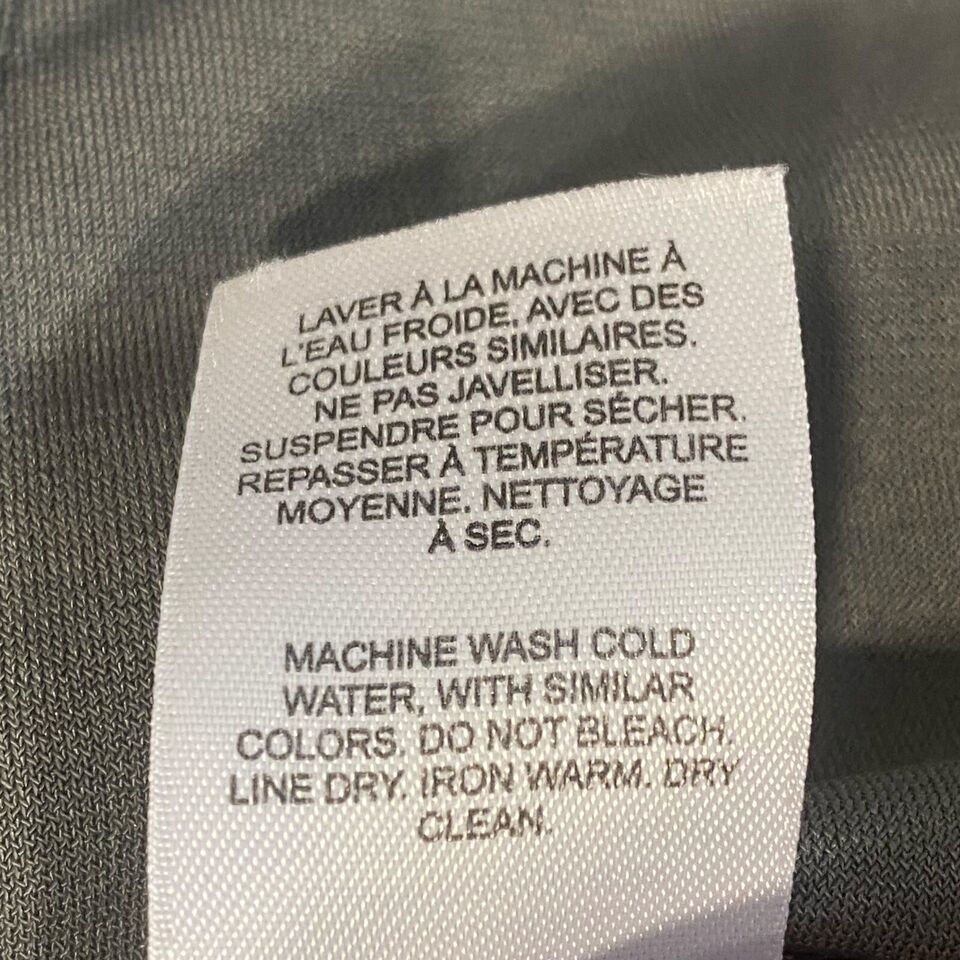 LAVER À LA MACHINE À
L'EAU FROIDE, AVEC DES
COULEURS SIMILAIRES.
NE PAS JAVELLISER.
SUSPENDRE POUR SÉCHER.
REPASSER À TEMPÉRATURE
MOYENNE. NETTOYAGE
À SEC.
MACHINE WASH COLD
WATER, WITH SIMILAR
COLORS. DO NOT BLEACH.
LINE DRY. IRON WARM. DRY
CLEAN.